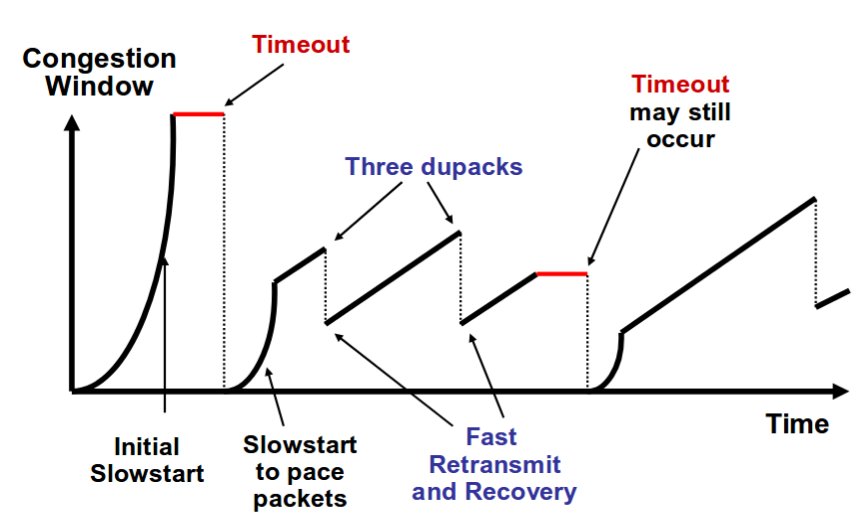 Timeout
Congestion
Window
Timeout
may still
occur
Three dupacks
Time
Initial
Slowstart
Slowstart
to pace
packets
Fast
Retransmit
and Recovery